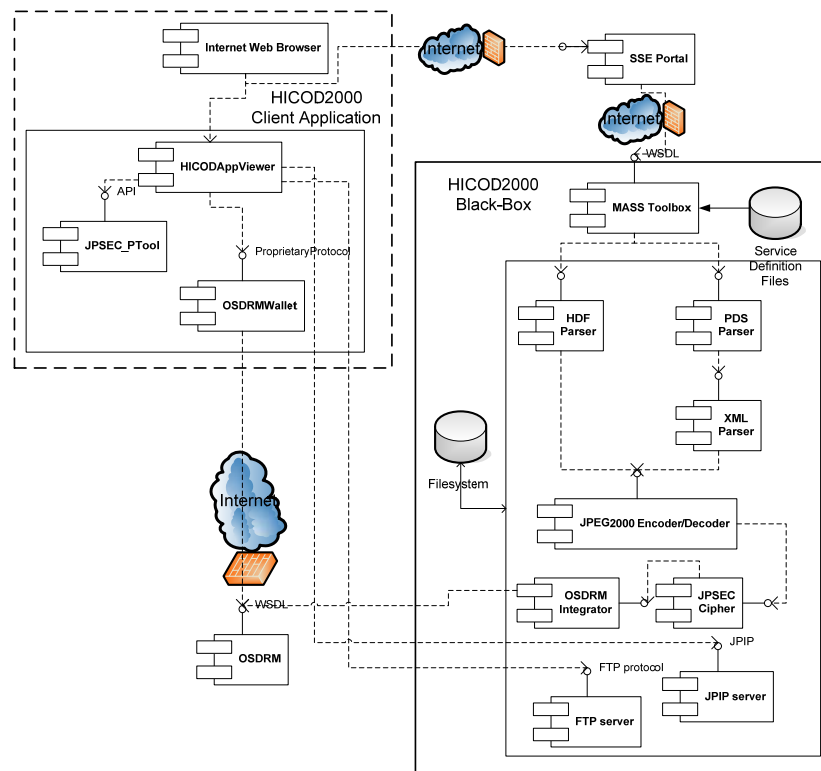 Internet Web Browser
Internet
SSE Portal
HICOD2000
Client Application
Internet
WSDL
HICODAppViewer
API
JPSEC_PTool
ProprietaryProtocol
OSDRMWallet
HICOD2000
Black-Box
MASS Toolbox
Service
Definition
Files
HDF
Parser
PDS
Parser
XML
Parser
Filesystem
JPEG2000 Encoder/Decoder
Internet
OSDRM
Integrator
JPSEC
Cipher
WSDL
OSDRM
JPIP
FTP protocol
JPIP server
FTP server